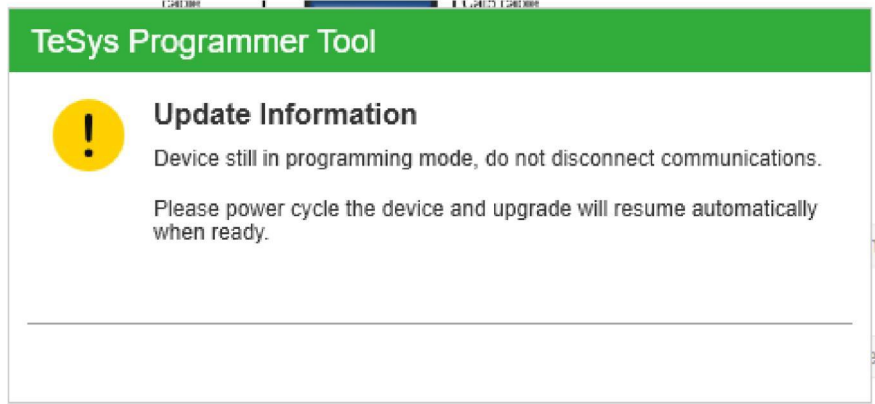 TeSys Programmer Tool
Update Information
Device still in programming mode, do not disconnect communications.
Please power cycle the device and upgrade will resume automatically
when ready.